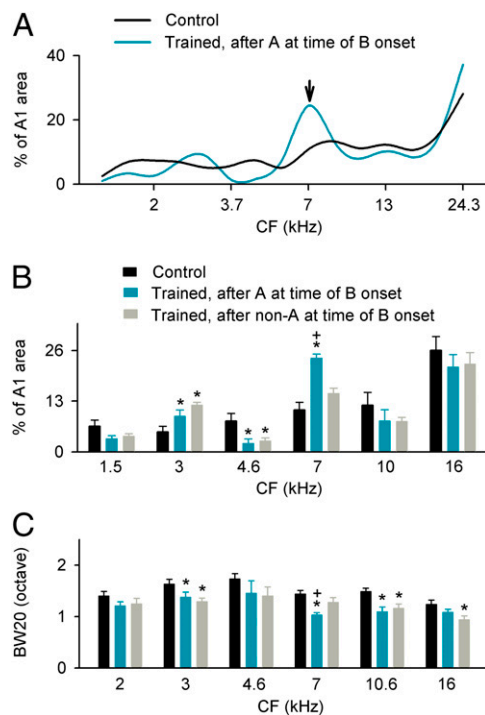 A
Control
Trained, after A at time of B onset
% of A1 area
40
20
0
2 3.7 7 13 24.3
CF (kHz)
B
Control
Trained, after A at time of B onset
Trained, after non-A at time of B onset
% of A1 area
26
13
0
* * * * + * 
1.5 3 4.6 7 10 16
CF (kHz)
C
BW20 (octave)
2
1
0
* * + * * * *
2 3 4.6 7 10.6 16
CF (kHz)